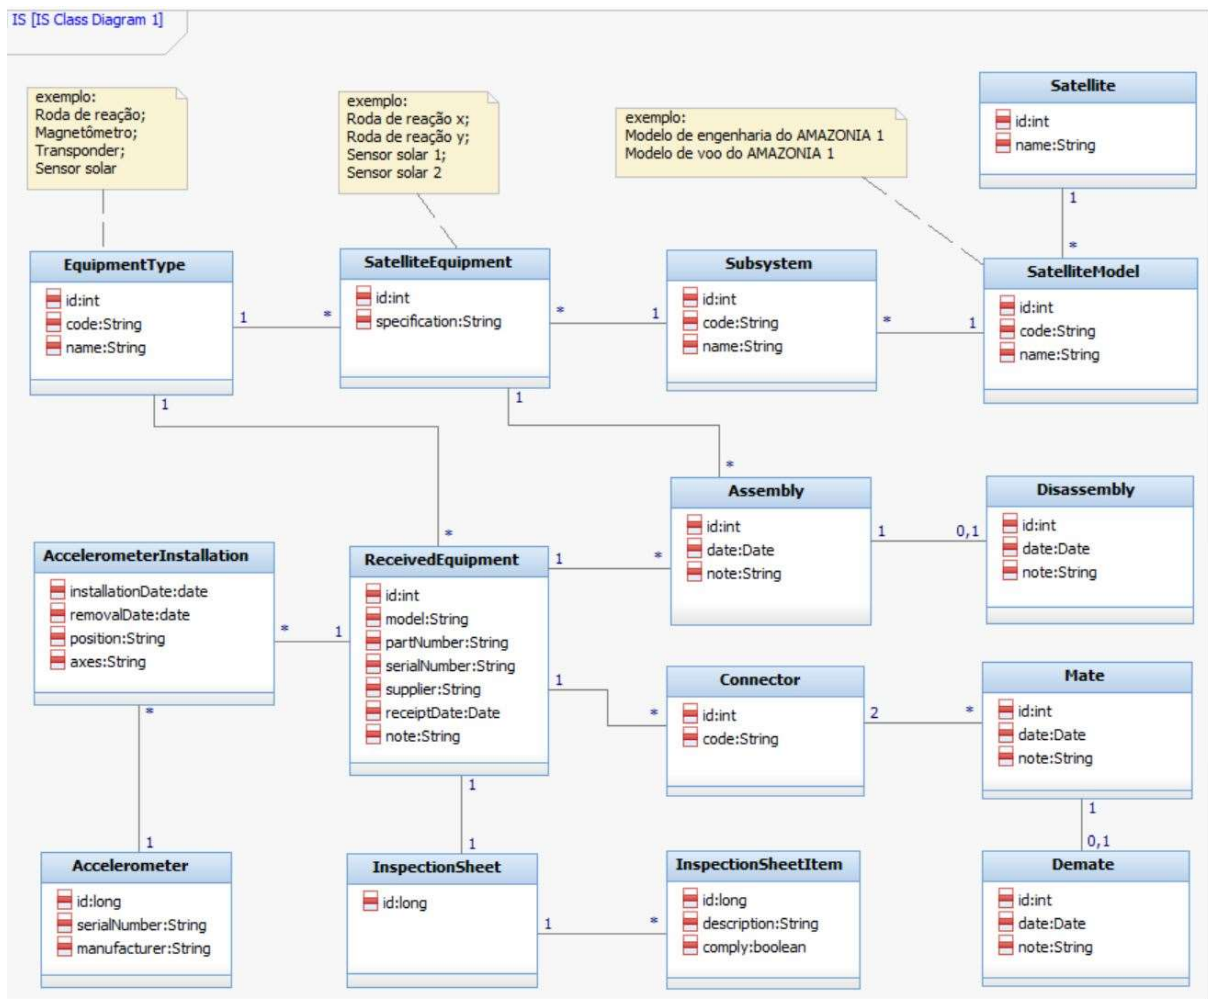 IS [IS Class Diagram 1]
exemplo:
Roda de reação;
Magnetômetro;
Transponder;
Sensor solar
exemplo:
Roda de reação x;
Roda de reação y;
Sensor solar 1;
Sensor solar 2
exemplo:
Modelo de engenharia do AMAZONIA 1
Modelo de voo do AMAZONIA 1
Satellite
id:int
name:String
1
*
EquipmentType
id:int
code:String
name:String
1
*
SatelliteEquipment
id:int
specification:String
*
1
Subsystem
id:int
code:String
name:String
*
1
SatelliteModel
id:int
code:String
name:String
1
*
1
*
Assembly
id:int
date:Date
note:String
1
0,1
Disassembly
id:int
date:Date
note:String
AccelerometerInstallation
installationDate:date
removalDate:date
position:String
axes:String
*
1
ReceivedEquipment
id:int
model:String
partNumber:String
serialNumber:String
supplier:String
receiptDate:Date
note:String
1
*
1
*
Connector
id:int
code:String
2
*
Mate
id:int
date:Date
note:String
*
1
1
1
1
0,1
Accelerometer
id:long
serialNumber:String
manufacturer:String
InspectionSheet
id:long
1
*
InspectionSheetItem
id:long
description:String
comply:boolean
Demate
id:int
date:Date
note:String